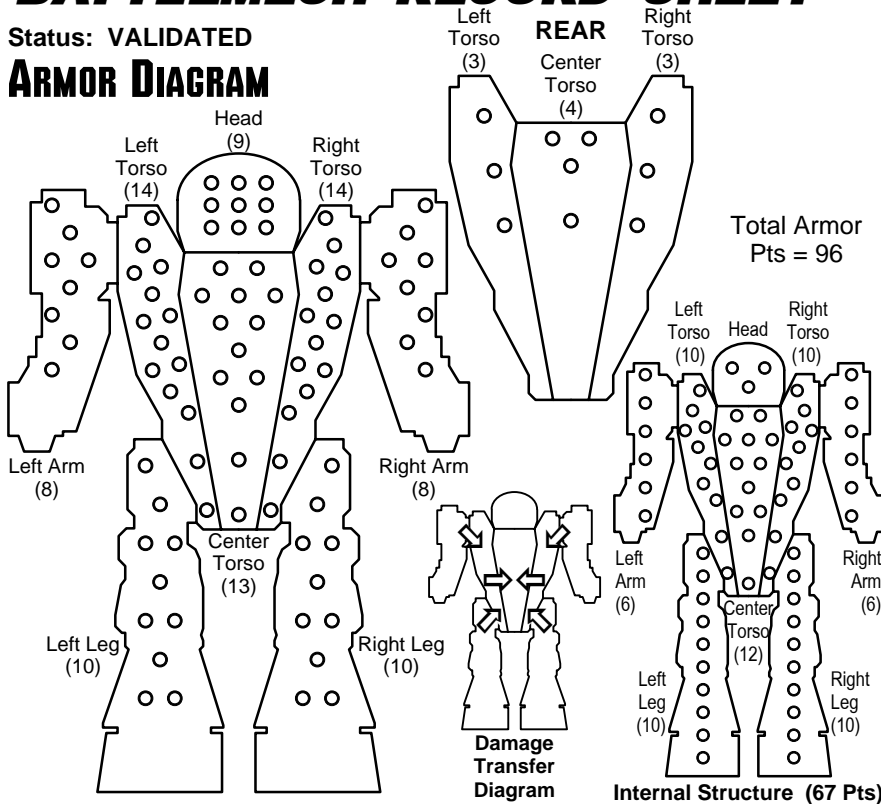 BATTLEMECH RECORD SHEET
Status: VALIDATED
ARMOR DIAGRAM
Head
(9)
Left
Torso
(14)
Right
Torso
(14)
Left Arm
(8)
Right Arm
(8)
Center
Torso
(13)
Left Leg
(10)
Right Leg
(10)
REAR
Left
Torso
(3)
Center
Torso
(4)
Right
Torso
(3)
Total Armor
Pts = 96
Left
Torso
(10)
Head
Right
Torso
(10)
Left
Arm
(6)
Right
Arm
(6)
Center
Torso
(12)
Left
Leg
(10)
Right
Leg
(10)
Damage
Transfer
Diagram
Internal Structure (67 Pts)